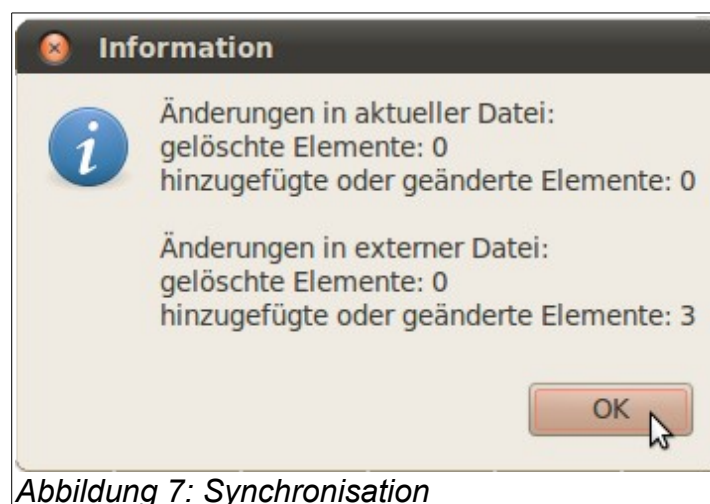 Information
Änderungen in aktueller Datei:
gelöschte Elemente: 0
hinzugefügte oder geänderte Elemente: 0
Änderungen in externer Datei:
gelöschte Elemente: 0
hinzugefügte oder geänderte Elemente: 3
OK
Abbildung 7: Synchronisation